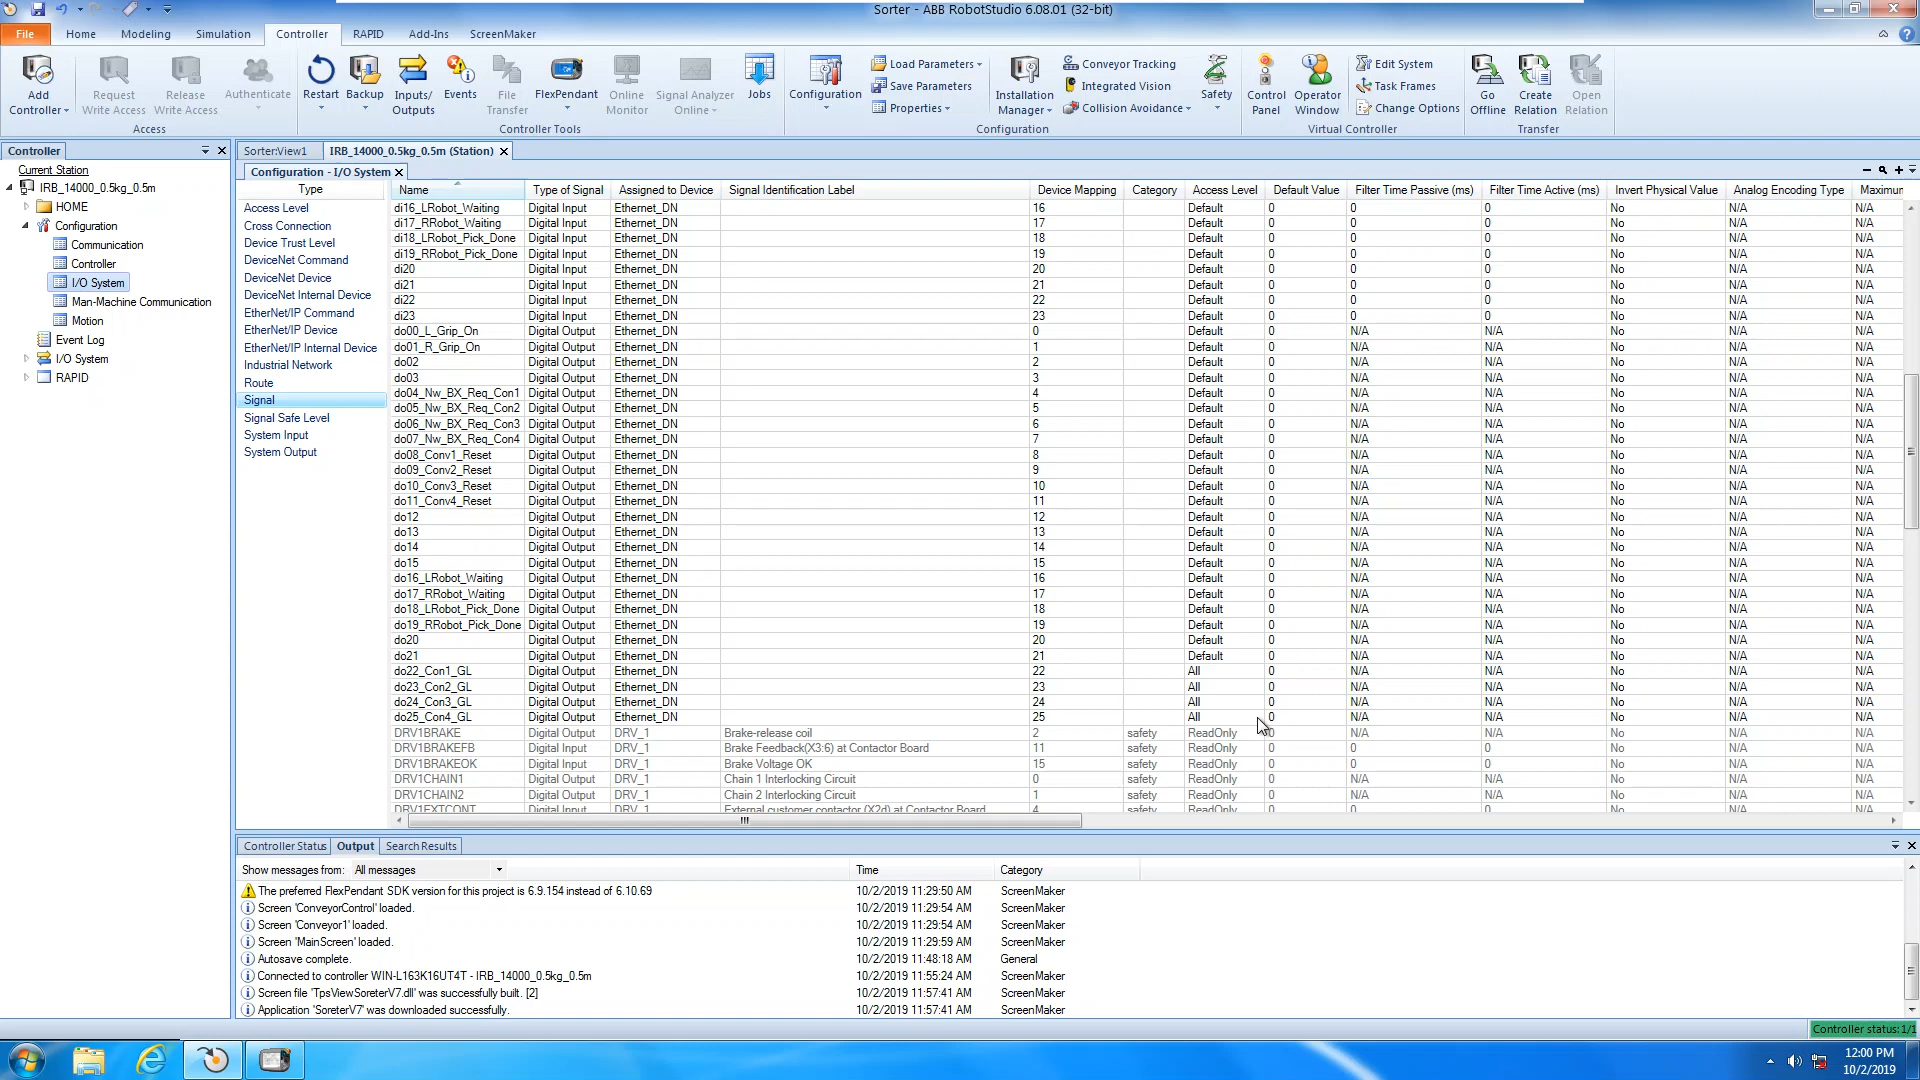 Sorter - ABB RobotStudio 6.08.01 (32-bit)
File Home Modeling Simulation Controller RAPID Add-Ins ScreenMaker
Add Controller Request Write Access Release Write Access Authenticate
Access
Restart Backup Inputs/ Outputs Events File Transfer FlexPendant Online Monitor Signal Analyzer Online Jobs
Controller Tools
Configuration Load Parameters Save Parameters Properties Installation Manager Conveyor Tracking Integrated Vision Collision Avoidance Safety
Configuration
Control Panel Operator Window Edit System Task Frames Change Options
Virtual Controller
Go Offline Create Relation Open Relation
Transfer
Controller
Current Station
IRB_14000_0.5kg_0.5m
HOME
Configuration
Communication
Controller
I/O System
Man-Machine Communication
Motion
Event Log
I/O System
RAPID
Sorter:View1 IRB_14000_0.5kg_0.5m (Station)
Configuration - I/O System
Type
Access Level
Cross Connection
Device Trust Level
DeviceNet Command
DeviceNet Device
DeviceNet Internal Device
EtherNet/IP Command
EtherNet/IP Device
EtherNet/IP Internal Device
Industrial Network
Route
Signal
Signal Safe Level
System Input
System Output
Name Type of Signal Assigned to Device Signal Identification Label Device Mapping Category Access Level Default Value Filter Time Passive (ms) Filter Time Active (ms) Invert Physical Value Analog Encoding Type Maximum
di16_LRobot_Waiting Digital Input Ethernet_DN 16 Default 0 0 0 No N/A N/A
di17_RRobot_Waiting Digital Input Ethernet_DN 17 Default 0 0 0 No N/A N/A
di18_LRobot_Pick_Done Digital Input Ethernet_DN 18 Default 0 0 0 No N/A N/A
di19_RRobot_Pick_Done Digital Input Ethernet_DN 19 Default 0 0 0 No N/A N/A
di20 Digital Input Ethernet_DN 20 Default 0 0 0 No N/A N/A
di21 Digital Input Ethernet_DN 21 Default 0 0 0 No N/A N/A
di22 Digital Input Ethernet_DN 22 Default 0 0 0 No N/A N/A
di23 Digital Input Ethernet_DN 23 Default 0 0 0 No N/A N/A
do00_L_Grip_On Digital Output Ethernet_DN 0 Default 0 N/A N/A No N/A N/A
do01_R_Grip_On Digital Output Ethernet_DN 1 Default 0 N/A N/A No N/A N/A
do02 Digital Output Ethernet_DN 2 Default 0 N/A N/A No N/A N/A
do03 Digital Output Ethernet_DN 3 Default 0 N/A N/A No N/A N/A
do04_Nw_BX_Req_Con1 Digital Output Ethernet_DN 4 Default 0 N/A N/A No N/A N/A
do05_Nw_BX_Req_Con2 Digital Output Ethernet_DN 5 Default 0 N/A N/A No N/A N/A
do06_Nw_BX_Req_Con3 Digital Output Ethernet_DN 6 Default 0 N/A N/A No N/A N/A
do07_Nw_BX_Req_Con4 Digital Output Ethernet_DN 7 Default 0 N/A N/A No N/A N/A
do08_Conv1_Reset Digital Output Ethernet_DN 8 Default 0 N/A N/A No N/A N/A
do09_Conv2_Reset Digital Output Ethernet_DN 9 Default 0 N/A N/A No N/A N/A
do10_Conv3_Reset Digital Output Ethernet_DN 10 Default 0 N/A N/A No N/A N/A
do11_Conv4_Reset Digital Output Ethernet_DN 11 Default 0 N/A N/A No N/A N/A
do12 Digital Output Ethernet_DN 12 Default 0 N/A N/A No N/A N/A
do13 Digital Output Ethernet_DN 13 Default 0 N/A N/A No N/A N/A
do14 Digital Output Ethernet_DN 14 Default 0 N/A N/A No N/A N/A
do15 Digital Output Ethernet_DN 15 Default 0 N/A N/A No N/A N/A
do16_LRobot_Waiting Digital Output Ethernet_DN 16 Default 0 N/A N/A No N/A N/A
do17_RRobot_Waiting Digital Output Ethernet_DN 17 Default 0 N/A N/A No N/A N/A
do18_LRobot_Pick_Done Digital Output Ethernet_DN 18 Default 0 N/A N/A No N/A N/A
do19_RRobot_Pick_Done Digital Output Ethernet_DN 19 Default 0 N/A N/A No N/A N/A
do20 Digital Output Ethernet_DN 20 Default 0 N/A N/A No N/A N/A
do21 Digital Output Ethernet_DN 21 Default 0 N/A N/A No N/A N/A
do22_Con1_GL Digital Output Ethernet_DN 22 All 0 N/A N/A No N/A N/A
do23_Con2_GL Digital Output Ethernet_DN 23 All 0 N/A N/A No N/A N/A
do24_Con3_GL Digital Output Ethernet_DN 24 All 0 N/A N/A No N/A N/A
do25_Con4_GL Digital Output Ethernet_DN 25 All 0 N/A N/A No N/A N/A
DRV1BRAKE Digital Output DRV_1 Brake-release coil 2 safety ReadOnly 0 N/A N/A No N/A N/A
DRV1BRAKEFB Digital Input DRV_1 Brake Feedback(X3:6) at Contactor Board 11 safety ReadOnly 0 0 0 No N/A N/A
DRV1BRAKEOK Digital Input DRV_1 Brake Voltage OK 15 safety ReadOnly 0 0 0 No N/A N/A
DRV1CHAIN1 Digital Output DRV_1 Chain 1 Interlocking Circuit 0 safety ReadOnly 0 N/A N/A No N/A N/A
DRV1CHAIN2 Digital Output DRV_1 Chain 2 Interlocking Circuit 1 safety ReadOnly 0 N/A N/A No N/A N/A
DRV1EXTCONT Digital Input DRV_1 External customer contactor (X2d) at Contactor Board 4 safety ReadOnly 0 0 0 No N/A N/A
Controller Status Output Search Results
Show messages from: All messages Time Category
The preferred FlexPendant SDK version for this project is 6.9.154 instead of 6.10.69 10/2/2019 11:29:50 AM ScreenMaker
Screen 'ConveyorControl' loaded. 10/2/2019 11:29:54 AM ScreenMaker
Screen 'Conveyor1' loaded. 10/2/2019 11:29:54 AM ScreenMaker
Screen 'MainScreen' loaded. 10/2/2019 11:29:59 AM ScreenMaker
Autosave complete. 10/2/2019 11:48:18 AM General
Connected to controller WIN-L163K16UT4T - IRB_14000_0.5kg_0.5m 10/2/2019 11:55:24 AM ScreenMaker
Screen file 'TpsViewSoreterV7.dll' was successfully built. [2] 10/2/2019 11:57:41 AM ScreenMaker
Application 'SoreterV7' was downloaded successfully. 10/2/2019 11:57:41 AM ScreenMaker
Controller status: 1/1
12:00 PM
10/2/2019